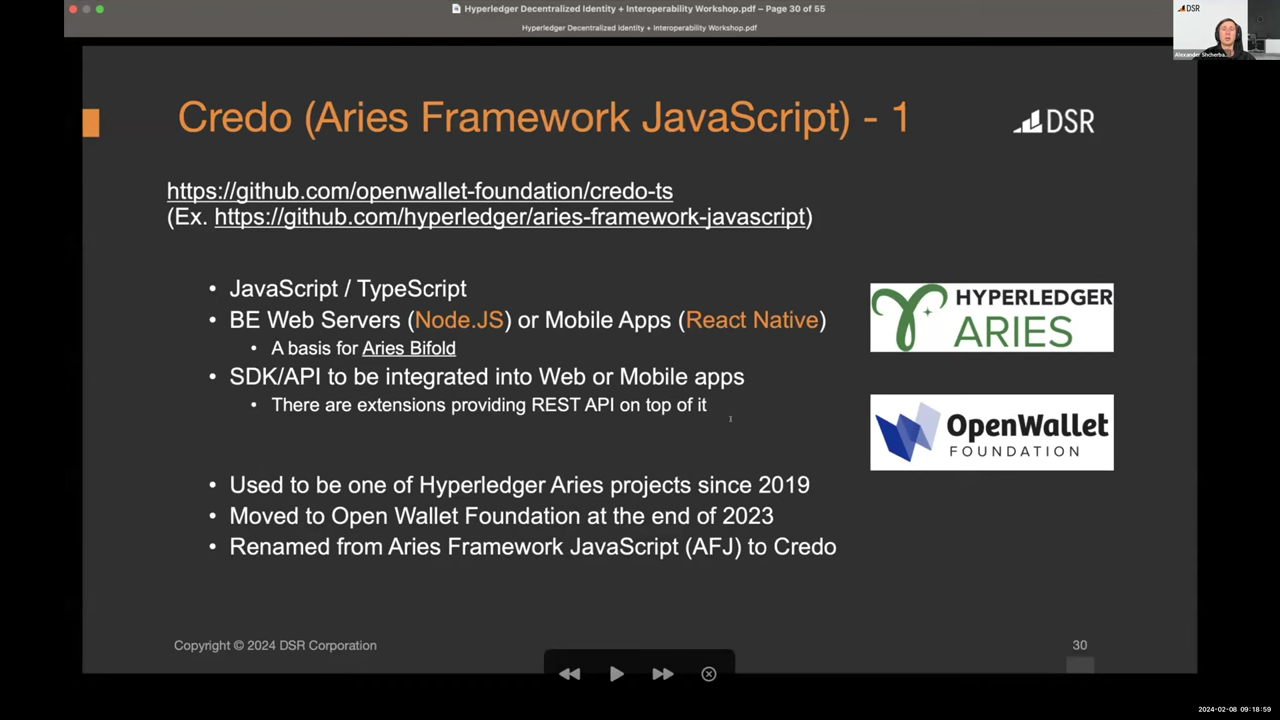 Hyperledger Decentralized Identity + Interoperability Workshop.pdf – Page 30 of 55
Hyperledger Decentralized Identity + Interoperability Workshop.pdf
DSR
Credo (Aries Framework JavaScript) - 1
DSR
https://github.com/openwallet-foundation/credo-ts
(Ex. https://github.com/hyperledger/aries-framework-javascript)
• JavaScript / TypeScript
• BE Web Servers (Node.JS) or Mobile Apps (React Native)
• A basis for Aries Bifold
• SDK/API to be integrated into Web or Mobile apps
• There are extensions providing REST API on top of it
HYPERLEDGER
ARIES
OpenWallet
FOUNDATION
• Used to be one of Hyperledger Aries projects since 2019
• Moved to Open Wallet Foundation at the end of 2023
• Renamed from Aries Framework JavaScript (AFJ) to Credo
Copyright © 2024 DSR Corporation
30
2024-02-08 09:18:59